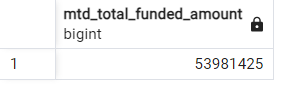 mtd_total_funded_amount
bigint
1 53981425